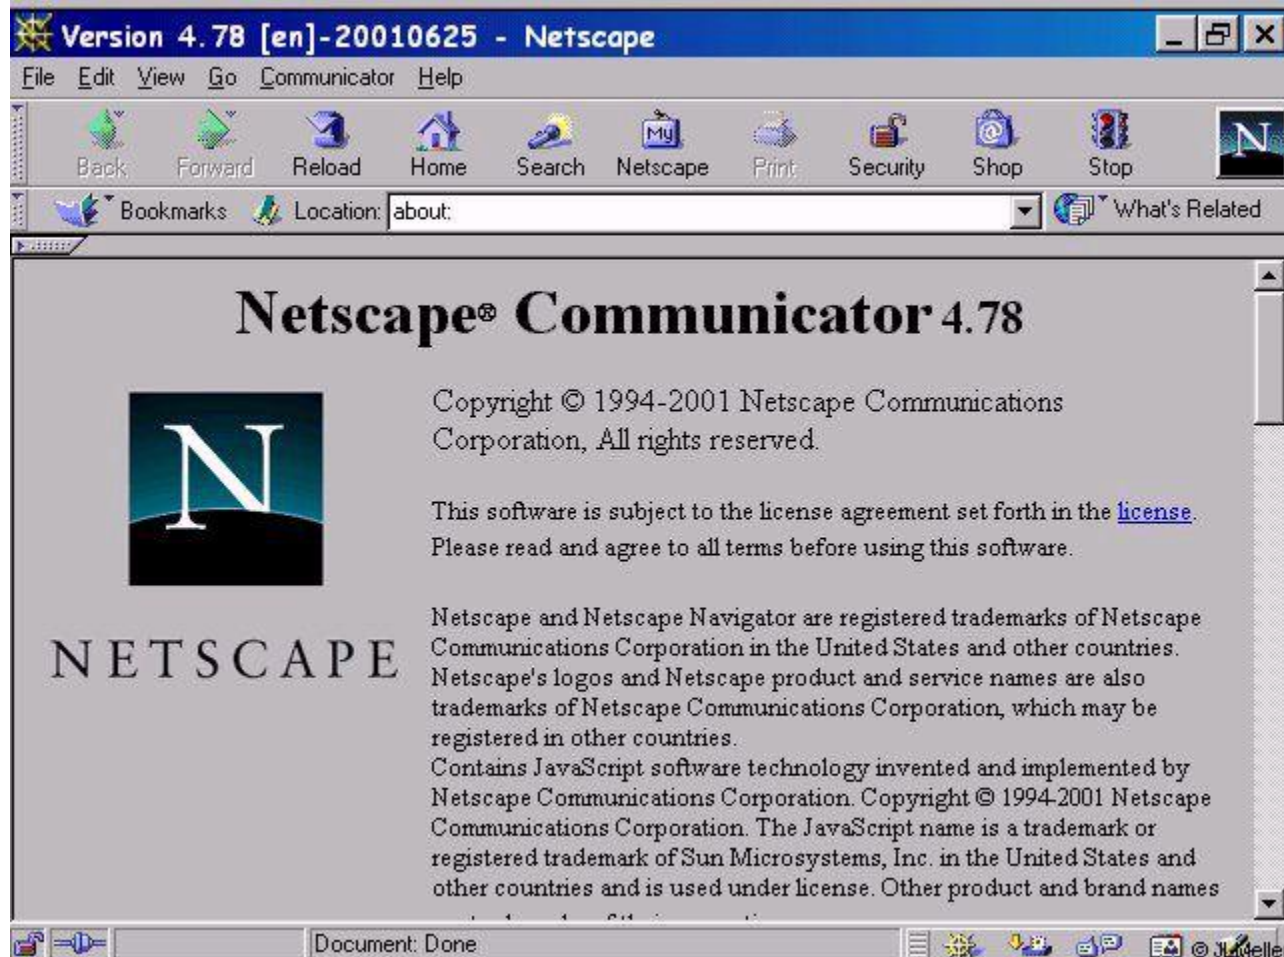 Version 4.78 [en]-20010625 - Netscape
File Edit View Go Communicator Help
Back Forward Reload Home Search My Netscape Print Security Shop Stop N
Bookmarks Location: about: What's Related
Netscape® Communicator 4.78
N
NETSCAPE
Copyright © 1994-2001 Netscape Communications
Corporation, All rights reserved.
This software is subject to the license agreement set forth in the license.
Please read and agree to all terms before using this software.
Netscape and Netscape Navigator are registered trademarks of Netscape
Communications Corporation in the United States and other countries.
Netscape's logos and Netscape product and service names are also
trademarks of Netscape Communications Corporation, which may be
registered in other countries.
Contains JavaScript software technology invented and implemented by
Netscape Communications Corporation. Copyright © 1994-2001 Netscape
Communications Corporation. The JavaScript name is a trademark or
registered trademark of Sun Microsystems, Inc. in the United States and
other countries and is used under license. Other product and brand names
Document: Done
©